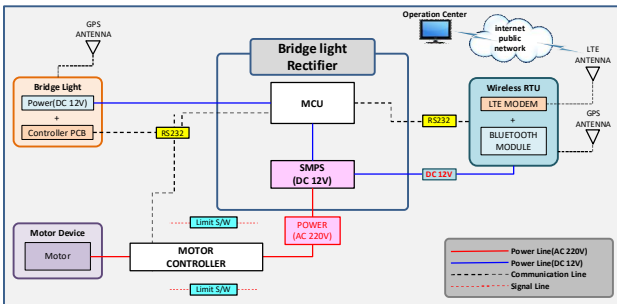 GPS
ANTENNA
Operation Center
internet
public
network
LTE
ANTENNA
Bridge light
Rectifier
Bridge Light
Power(DC 12V)
+
Controller PCB
RS232
MCU
RS232
Wireless RTU
LTE MODEM
+
BLUETOOTH
MODULE
GPS
ANTENNA
SMPS
(DC 12V)
DC 12V
Limit S/W
POWER
(AC 220V)
Motor Device
Motor
MOTOR
CONTROLLER
Limit S/W
Power Line(AC 220V)
Power Line(DC 12V)
Communication Line
Signal Line